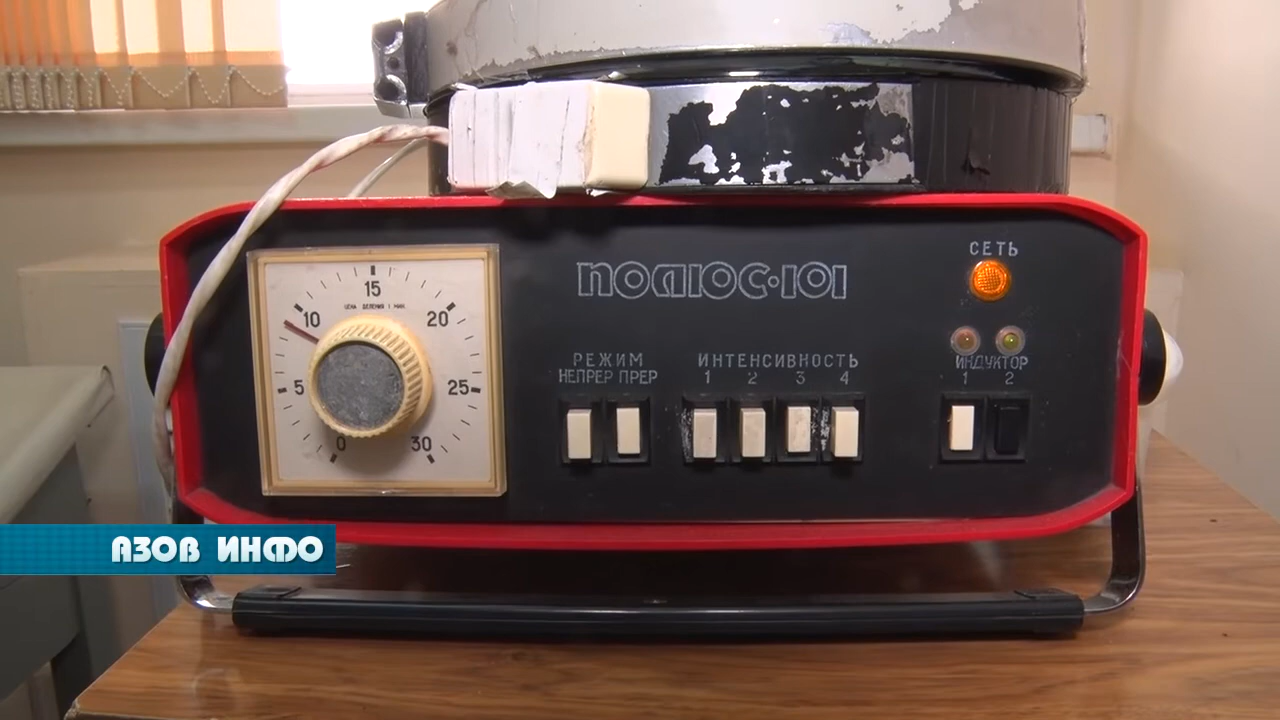 ПОЛЮС·101
СЕТЬ
15
ЦЕНА ДЕЛЕНИЯ 1 МИН.
10
20
5
25
0
30
РЕЖИМ
НЕПРЕР ПРЕР
ИНТЕНСИВНОСТЬ
1 2 3 4
ИНДУКТОР
1 2
АЗОВ ИНФО